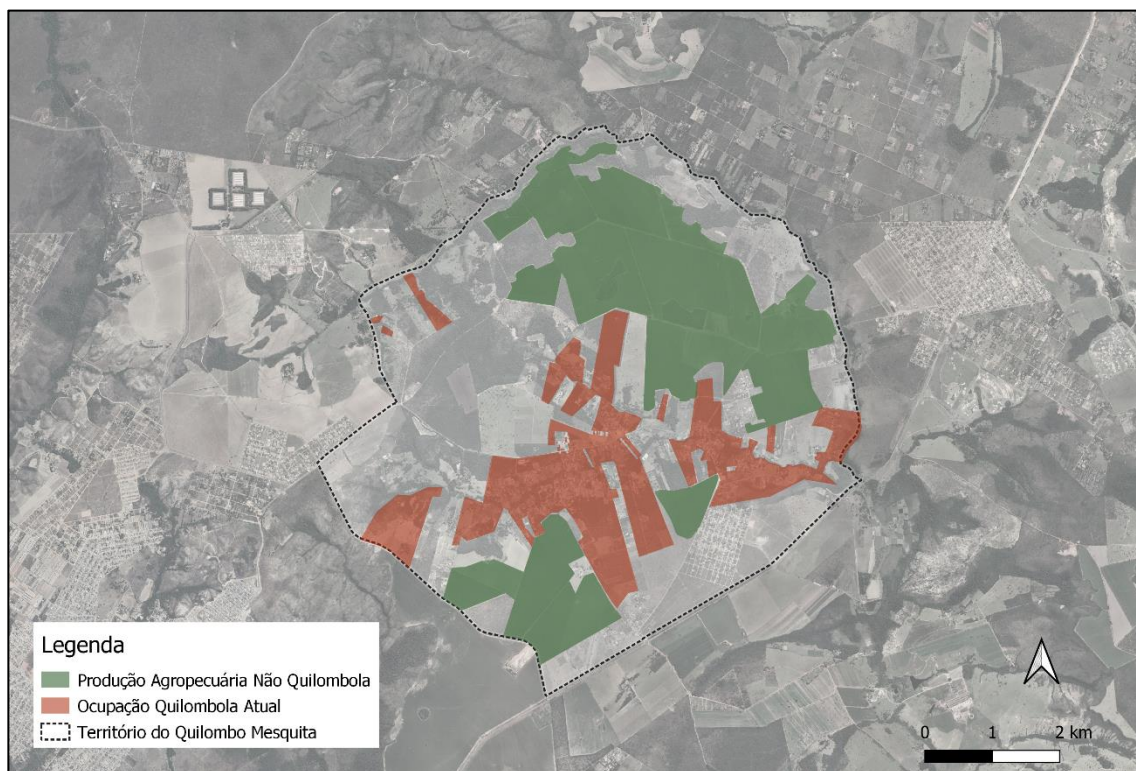 Legenda
Produção Agropecuária Não Quilombola
Ocupação Quilombola Atual
Território do Quilombo Mesquita
0 1 2 km